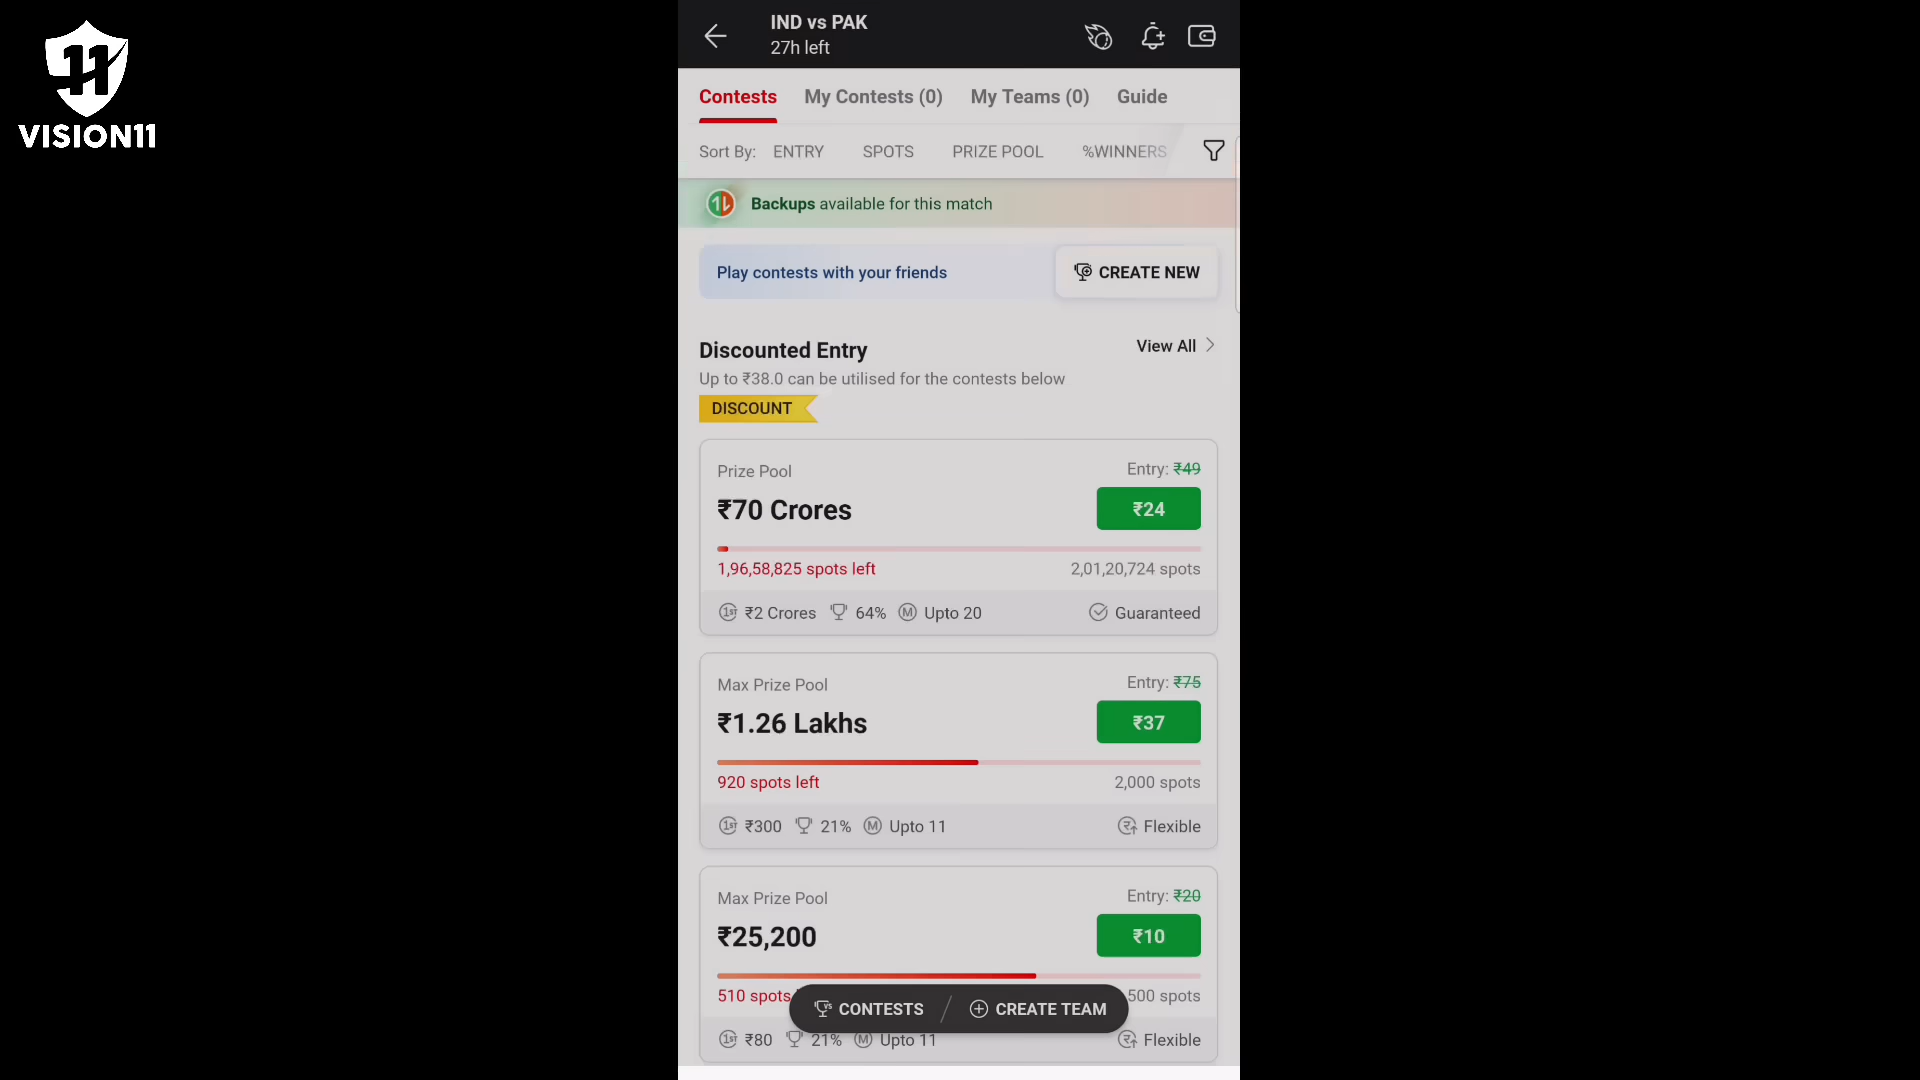 VISION11
IND vs PAK
27h left
Contests My Contests (0) My Teams (0) Guide
Sort By: ENTRY SPOTS PRIZE POOL %WINNERS
Backups available for this match
Play contests with your friends CREATE NEW
Discounted Entry View All
Up to ₹38.0 can be utilised for the contests below
DISCOUNT
Prize Pool Entry: ₹49
₹70 Crores ₹24
1,96,58,825 spots left 2,01,20,724 spots
1ST ₹2 Crores 64% M Upto 20 Guaranteed
Max Prize Pool Entry: ₹75
₹1.26 Lakhs ₹37
920 spots left 2,000 spots
1ST ₹300 21% M Upto 11 Flexible
Max Prize Pool Entry: ₹20
₹25,200 ₹10
510 spots 500 spots
CONTESTS CREATE TEAM
1ST ₹80 21% M Upto 11 Flexible